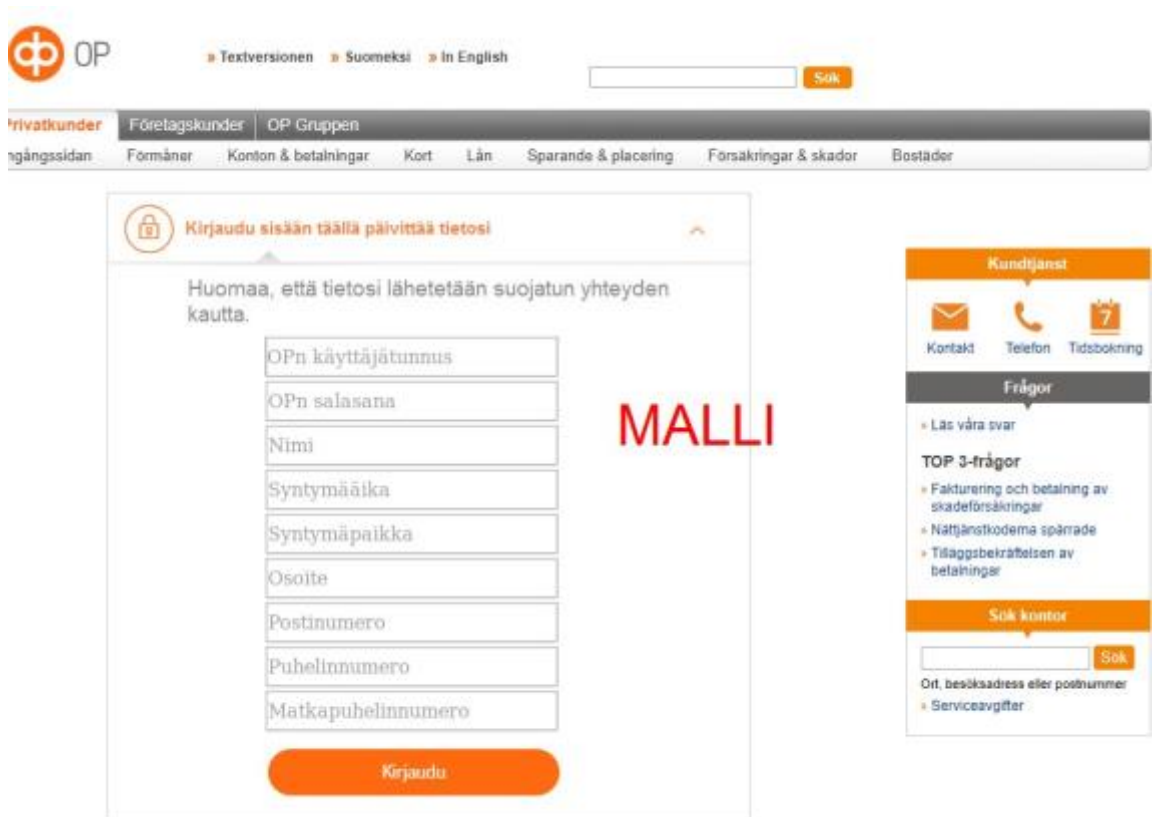 OP
» Textversionen » Suomeksi » In English
Sök
Privatkunder Företagskunder OP Gruppen
ngångssidan Förmåner Konton & betalningar Kort Lån Sparande & placering Försäkringar & skador Bostäder
Kirjaudu sisään täällä päivittää tietosi
Huomaa, että tietosi lähetetään suojatun yhteyden
kautta.
OPn käyttäjätunnus
OPn salasana
Nimi
Syntymääika
Syntymäpaikka
Osoite
Postinumero
Puhelinnumero
Matkapuhelinnumero
Kirjaudu
MALLI
Kundtjänst
7
Kontakt Telefon Tidsbokning
Frågor
» Läs våra svar
TOP 3-frågor
» Fakturering och betalning av
skadeförsäkringar
» Nättjänstkoderna spärrade
» Tilläggsbekräftelsen av
betalningar
Sök kontor
Sök
Ort, besöksadress eller postnummer
» Serviceavgifter